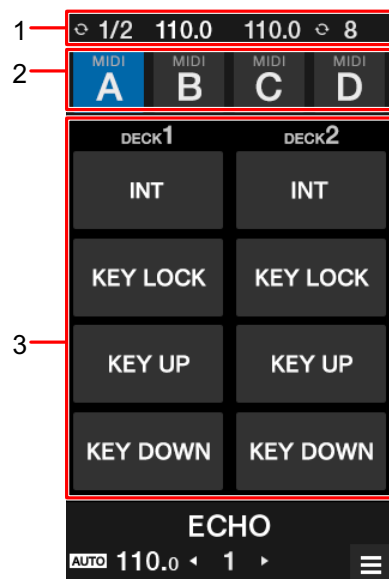 1 1/2 110.0 110.0 8
2 MIDI A MIDI B MIDI C MIDI D
DECK1 DECK2
INT INT
KEY LOCK KEY LOCK
3 KEY UP KEY UP
KEY DOWN KEY DOWN
ECHO
AUTO 110.0 1